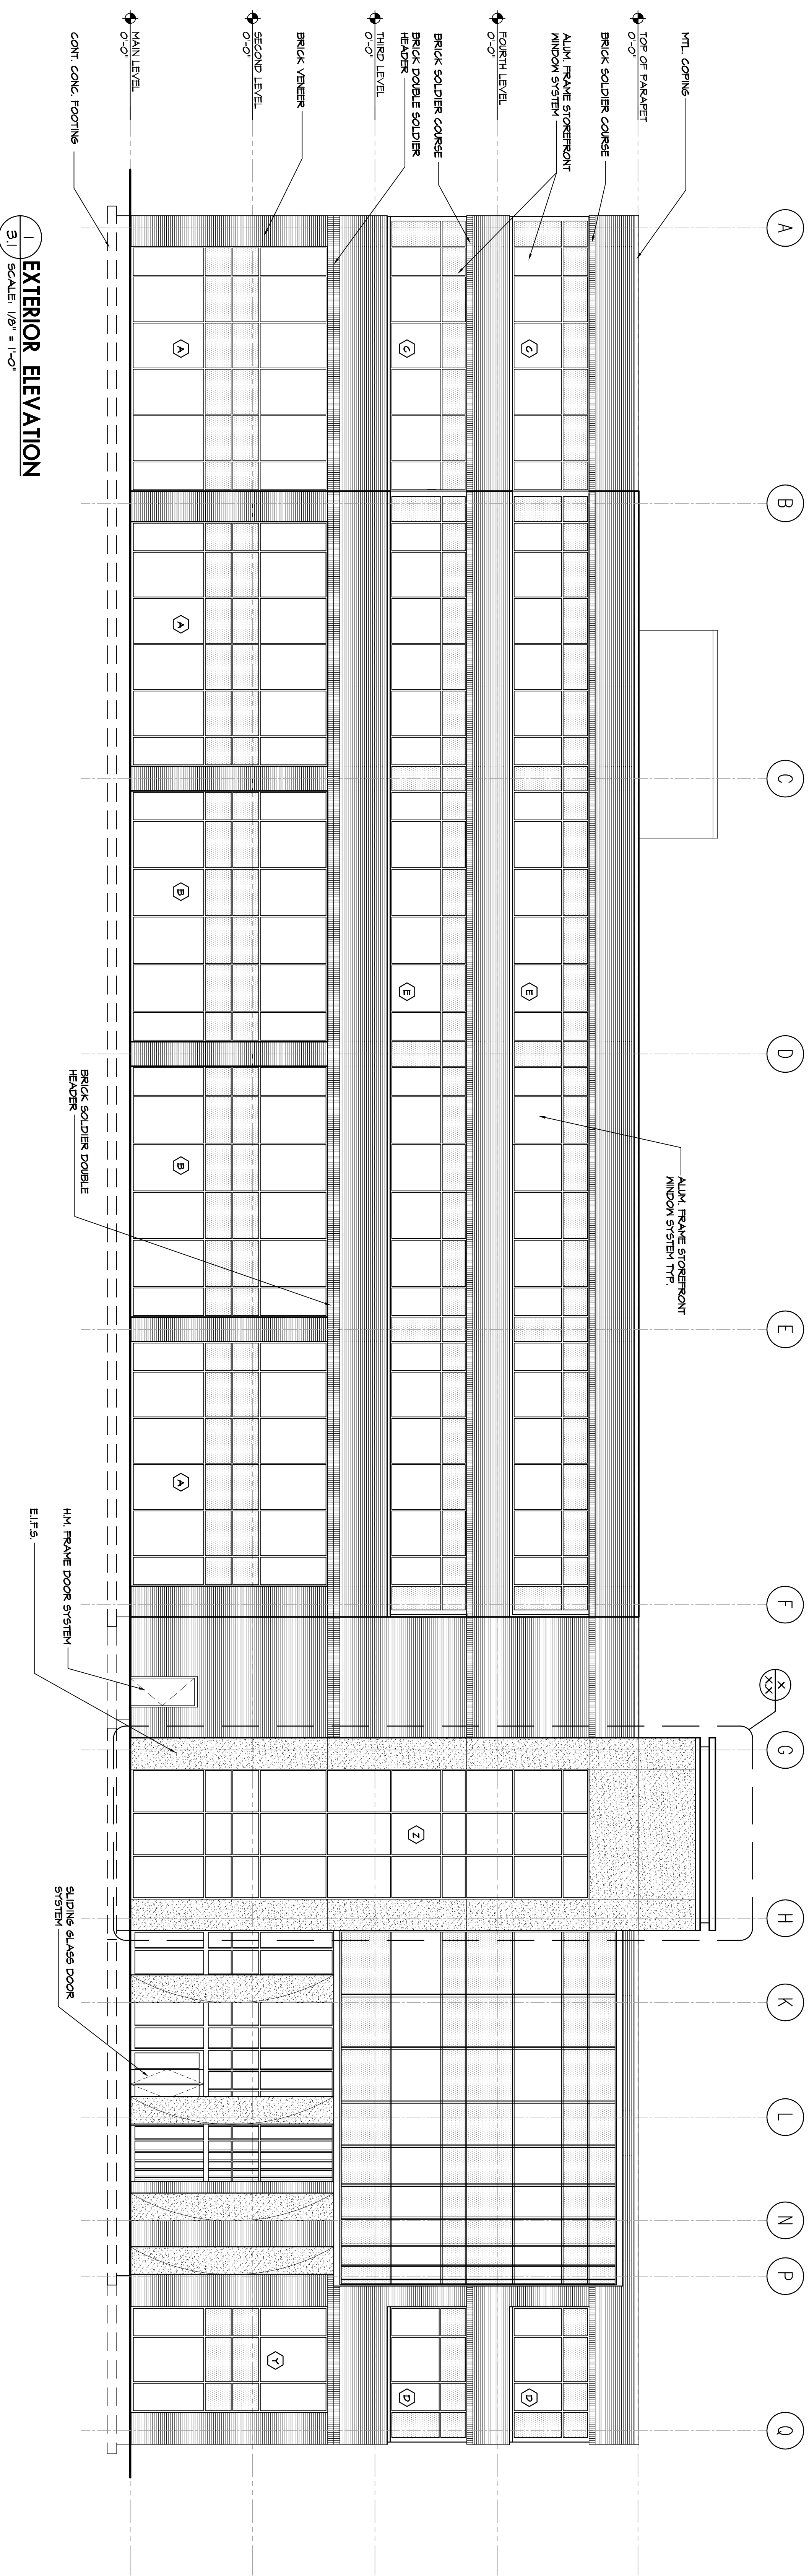 A
B
C
D
E
F
G
H
K
L
N
P
Q
X
X.X
MTL. COPING
TOP OF PARAPET
0'-0"
BRICK SOLDIER COURSE
ALUM. FRAME STOREFRONT
WINDOW SYSTEM
FOURTH LEVEL
0'-0"
BRICK SOLDIER COURSE
BRICK DOUBLE SOLDIER
HEADER
THIRD LEVEL
0'-0"
BRICK VENEER
SECOND LEVEL
0'-0"
MAIN LEVEL
0'-0"
CONT. CONC. FOOTING
ALUM. FRAME STOREFRONT
WINDOW SYSTEM TYP.
C
E
D
C
E
D
Z
Y
A
A
B
B
A
BRICK SOLDIER DOUBLE
HEADER
H.M. FRAME DOOR SYSTEM
E.I.F.S.
SLIDING GLASS DOOR
SYSTEM
1
3.1
EXTERIOR ELEVATION
SCALE: 1/8" = 1'-0"